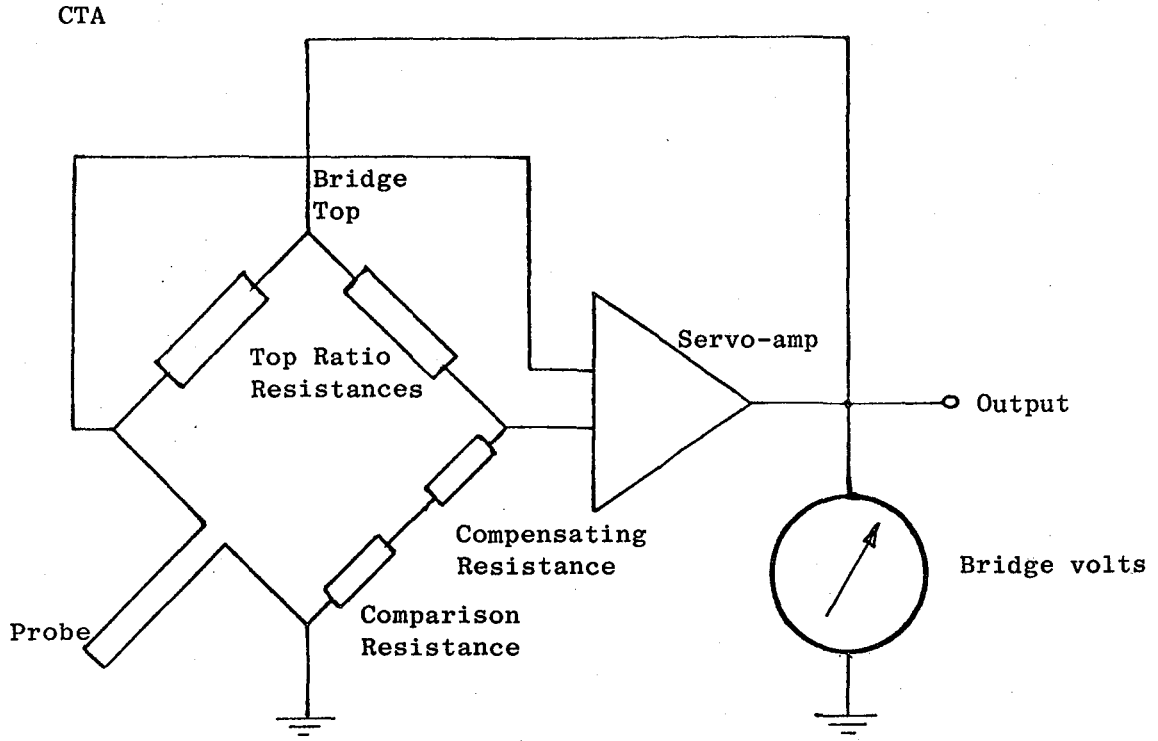 CTA
Bridge
Top
Top Ratio
Resistances
Servo-amp
Output
Compensating
Resistance
Bridge volts
Comparison
Resistance
Probe